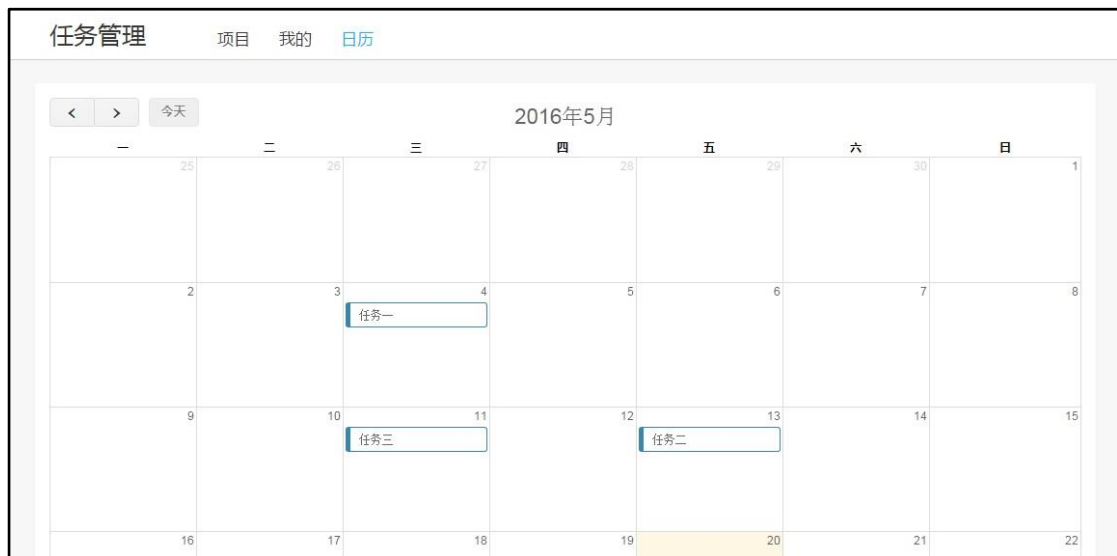 任务管理 项目 我的 日历
< > 今天 2016年5月
一 二 三 四 五 六 日
25 26 27 28 29 30 1
2 3 4 5 6 7 8
任务一
9 10 11 12 13 14 15
任务三 任务二
16 17 18 19 20 21 22